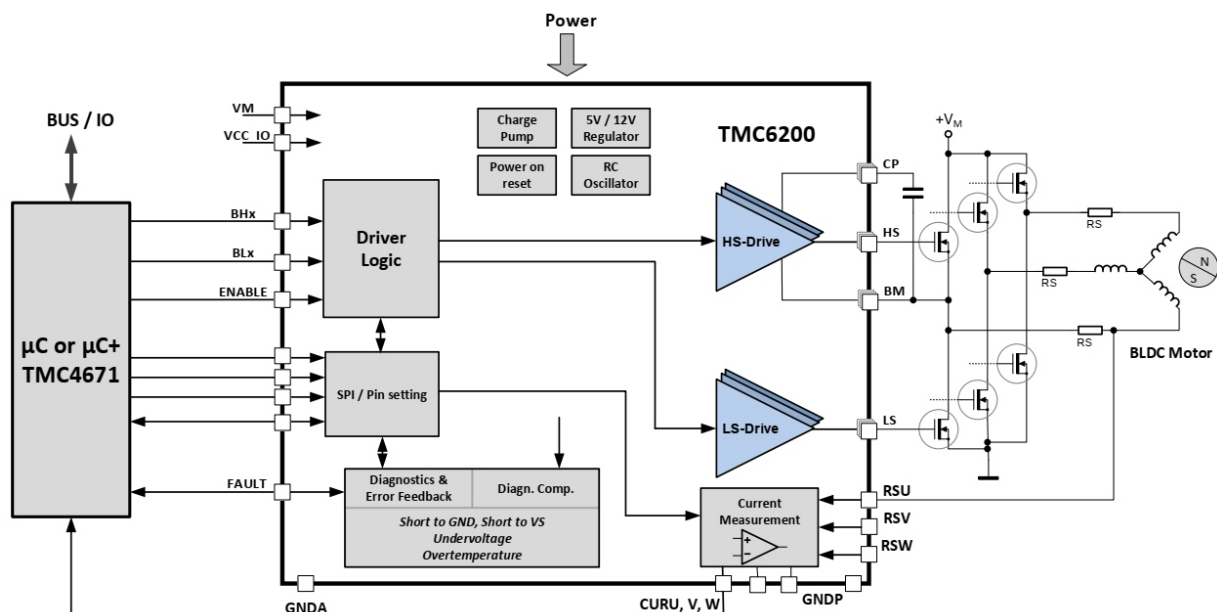 Power
VM
BUS / IO
VCC_IO
Charge
Pump
5V / 12V
Regulator
TMC6200
Power on
reset
RC
Oscillator
+VM
CP
BHx
Driver
Logic
HS-Drive
HS
RS
BLx
N
S
ENABLE
BM
RS
RS
BLDC Motor
µC or µC+
TMC4671
SPI / Pin setting
LS-Drive
LS
FAULT
Diagnostics &
Error Feedback
Diagn. Comp.
Short to GND, Short to VS
Undervoltage
Overtemperature
Current
Measurement
+
−
RSU
RSV
RSW
GNDA
CURU, V, W
GNDP